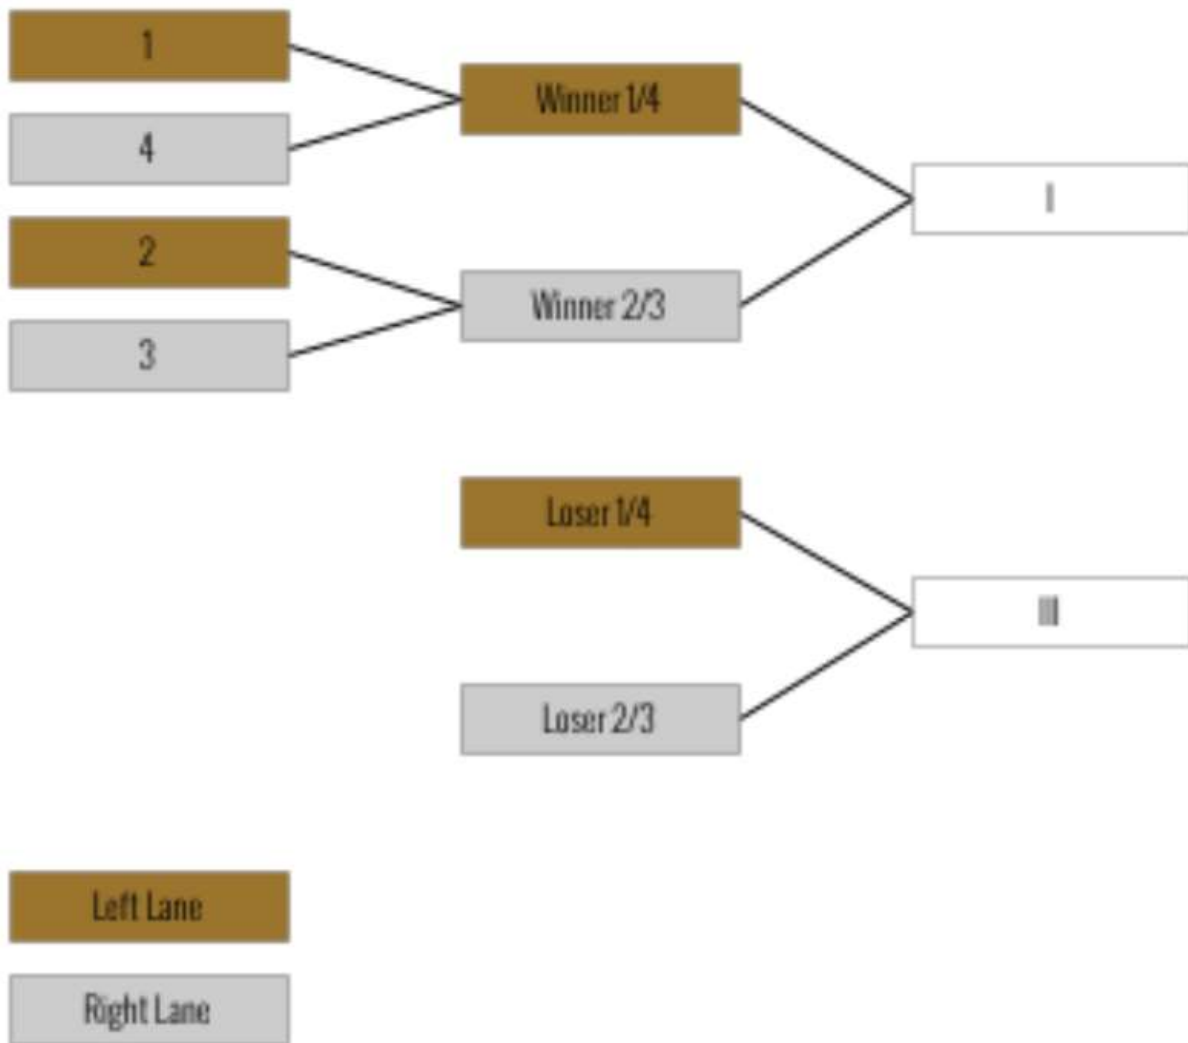 1
4
2
3
Winner 1/4
Winner 2/3
I
Loser 1/4
Loser 2/3
III
Left Lane
Right Lane